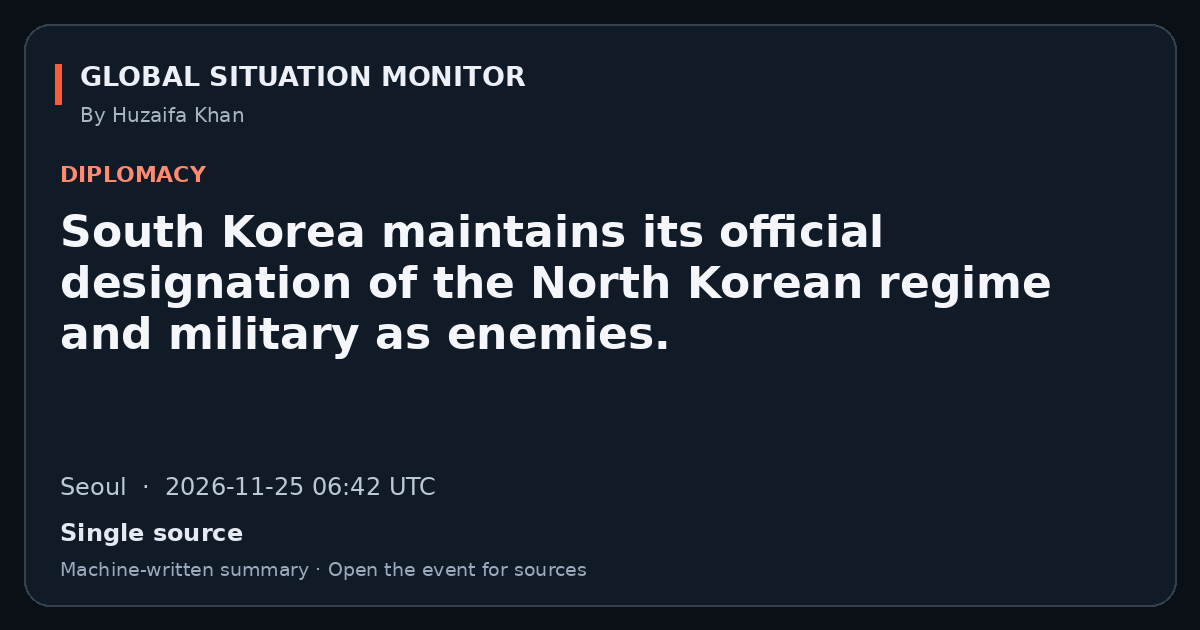 GLOBAL SITUATION MONITOR
By Huzaifa Khan
DIPLOMACY
South Korea maintains its official
designation of the North Korean regime
and military as enemies.
Seoul · 2026-11-25 06:42 UTC
Single source
Machine-written summary · Open the event for sources